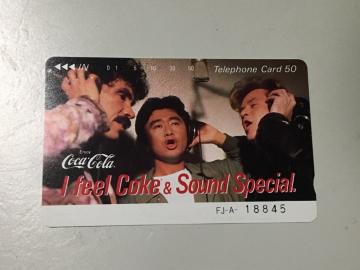 IN 0 1 5 10 30 50 Telephone Card 50
Enjoy
Coca-Cola
I feel Coke & Sound Special.
FJ-A- 18845